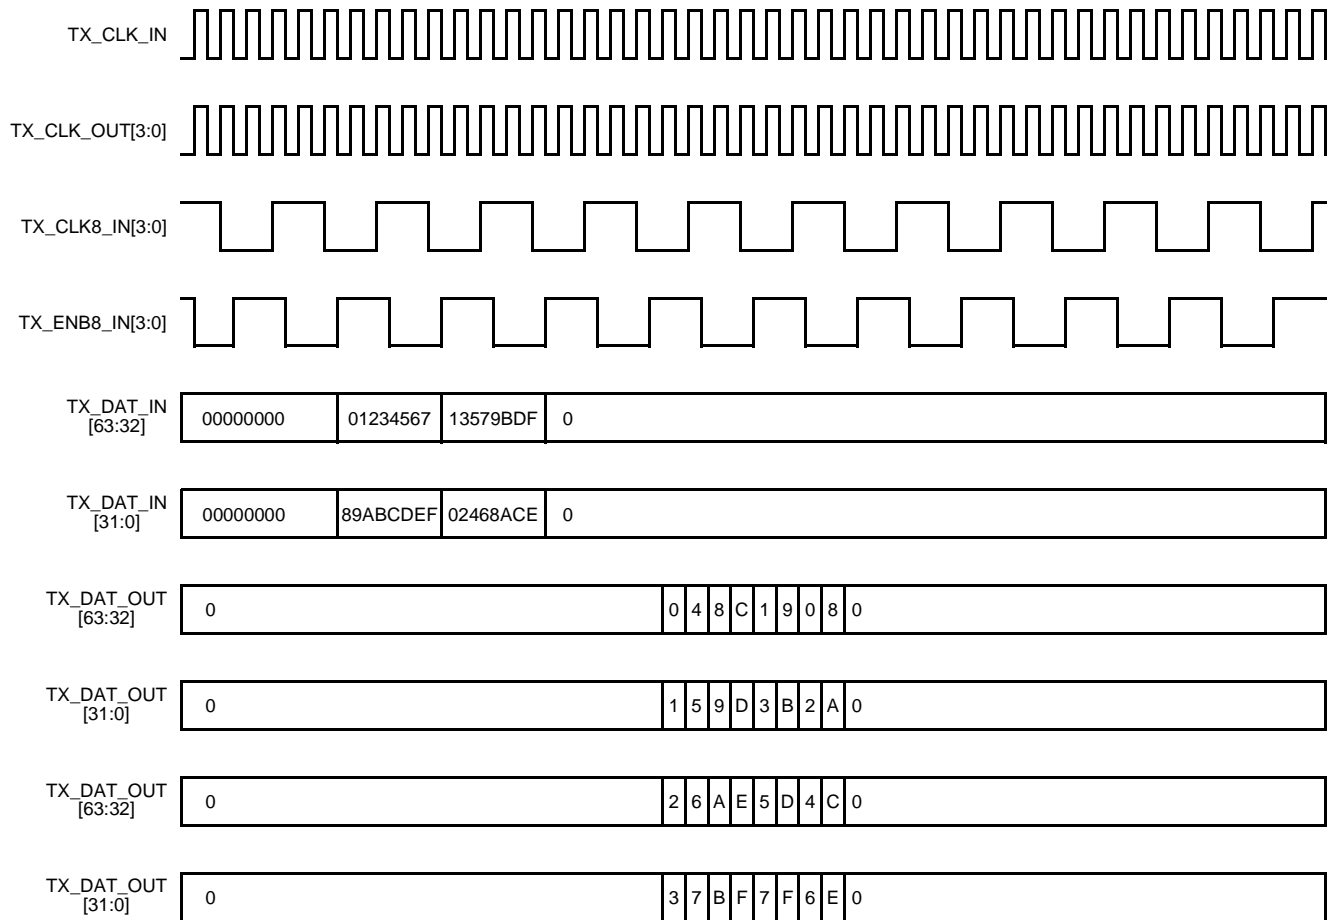 TX_CLK_IN
TX_CLK_OUT[3:0]
TX_CLK8_IN[3:0]
TX_ENB8_IN[3:0]
TX_DAT_IN
[63:32]
00000000 01234567 13579BDF 0
TX_DAT_IN
[31:0]
00000000 89ABCDEF 02468ACE 0
TX_DAT_OUT
[63:32]
0 0 4 8 C 1 9 0 8 0
TX_DAT_OUT
[31:0]
0 1 5 9 D 3 B 2 A 0
TX_DAT_OUT
[63:32]
0 2 6 A E 5 D 4 C 0
TX_DAT_OUT
[31:0]
0 3 7 B F 7 F 6 E 0